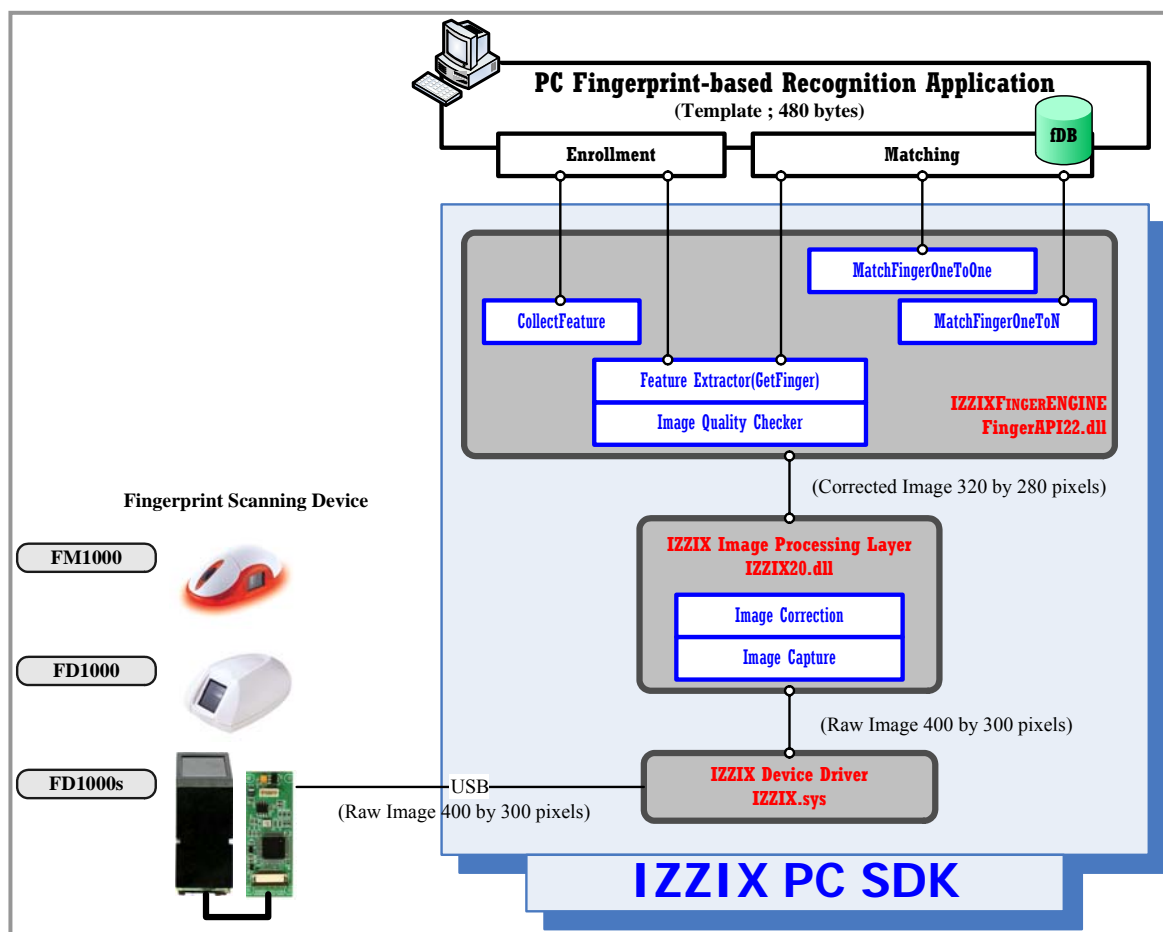 PC Fingerprint-based Recognition Application
(Template ; 480 bytes)
fDB
Enrollment
Matching
MatchFingerOneToOne
CollectFeature
MatchFingerOneToN
Feature Extractor(GetFinger)
Image Quality Checker
IZZIXFINGERENGINE
FingerAPI22.dll
(Corrected Image 320 by 280 pixels)
Fingerprint Scanning Device
FM1000
IZZIX Image Processing Layer
IZZIX20.dll
Image Correction
Image Capture
FD1000
(Raw Image 400 by 300 pixels)
FD1000s
USB
(Raw Image 400 by 300 pixels)
IZZIX Device Driver
IZZIX.sys
IZZIX PC SDK